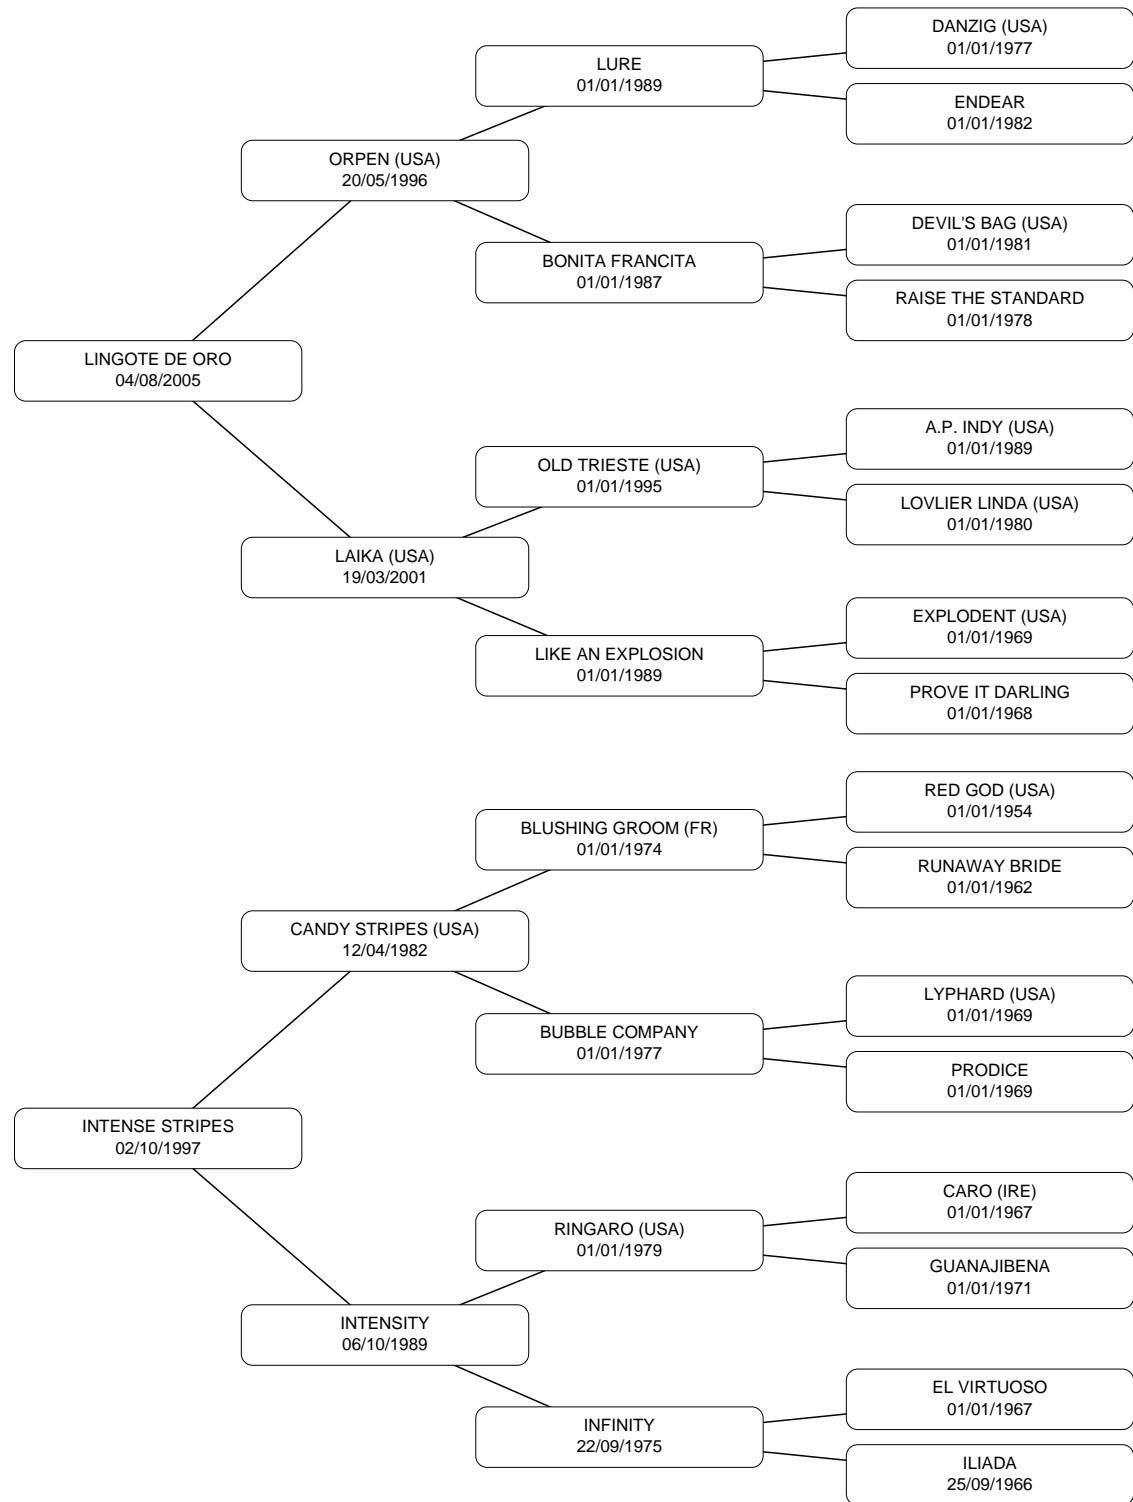 DANZIG (USA)
01/01/1977
LURE
01/01/1989
ENDEAR
01/01/1982
ORPEN (USA)
20/05/1996
DEVIL'S BAG (USA)
01/01/1981
BONITA FRANCITA
01/01/1987
RAISE THE STANDARD
01/01/1978
LINGOTE DE ORO
04/08/2005
A.P. INDY (USA)
01/01/1989
OLD TRIESTE (USA)
01/01/1995
LOVLIER LINDA (USA)
01/01/1980
LAIKA (USA)
19/03/2001
EXPLODENT (USA)
01/01/1969
LIKE AN EXPLOSION
01/01/1989
PROVE IT DARLING
01/01/1968
RED GOD (USA)
01/01/1954
BLUSHING GROOM (FR)
01/01/1974
RUNAWAY BRIDE
01/01/1962
CANDY STRIPES (USA)
12/04/1982
LYPHARD (USA)
01/01/1969
BUBBLE COMPANY
01/01/1977
PRODICE
01/01/1969
INTENSE STRIPES
02/10/1997
CARO (IRE)
01/01/1967
RINGARO (USA)
01/01/1979
GUANAJIBENA
01/01/1971
INTENSITY
06/10/1989
EL VIRTUOSO
01/01/1967
INFINITY
22/09/1975
ILIADA
25/09/1966